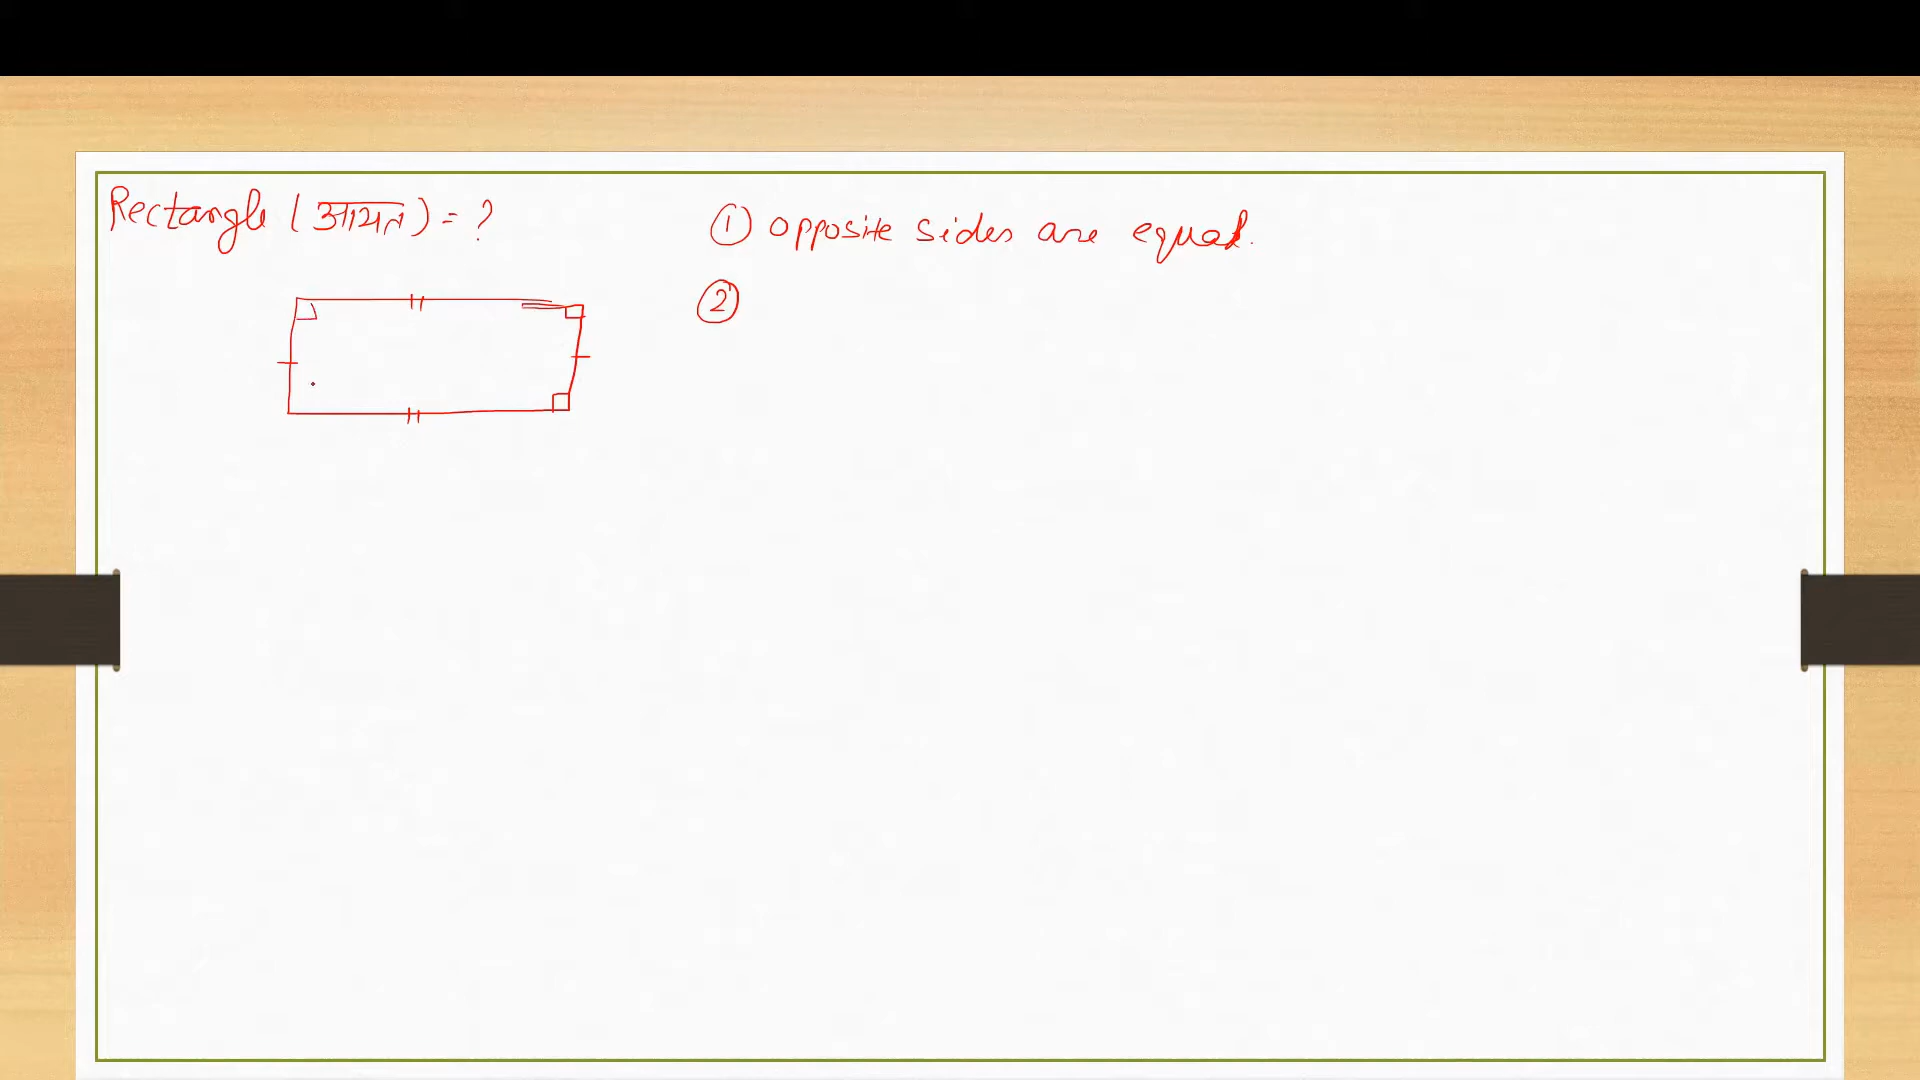 Rectangle (आयत) = ?
① opposite sides are equal.
②